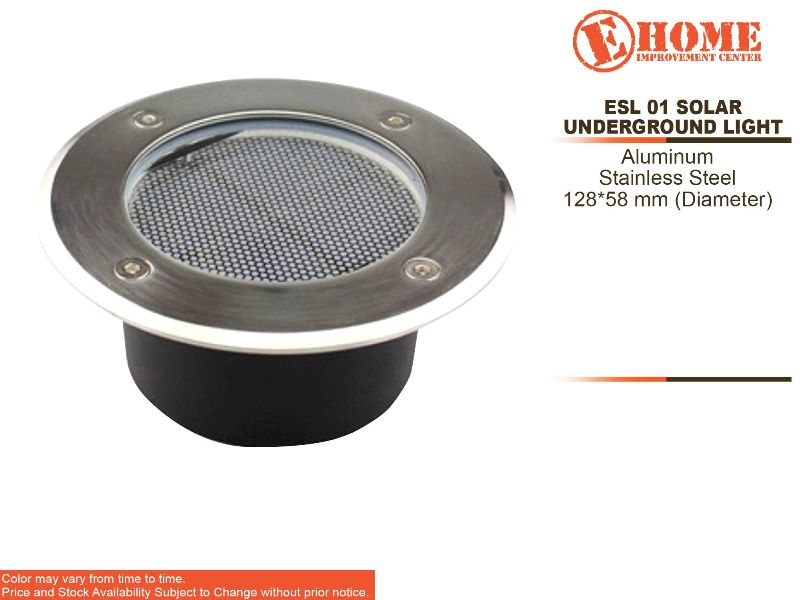 E HOME
IMPROVEMENT CENTER
ESL 01 SOLAR
UNDERGROUND LIGHT
Aluminum
Stainless Steel
128*58 mm (Diameter)
Color may vary from time to time.
Price and Stock Availability Subject to Change without prior notice.